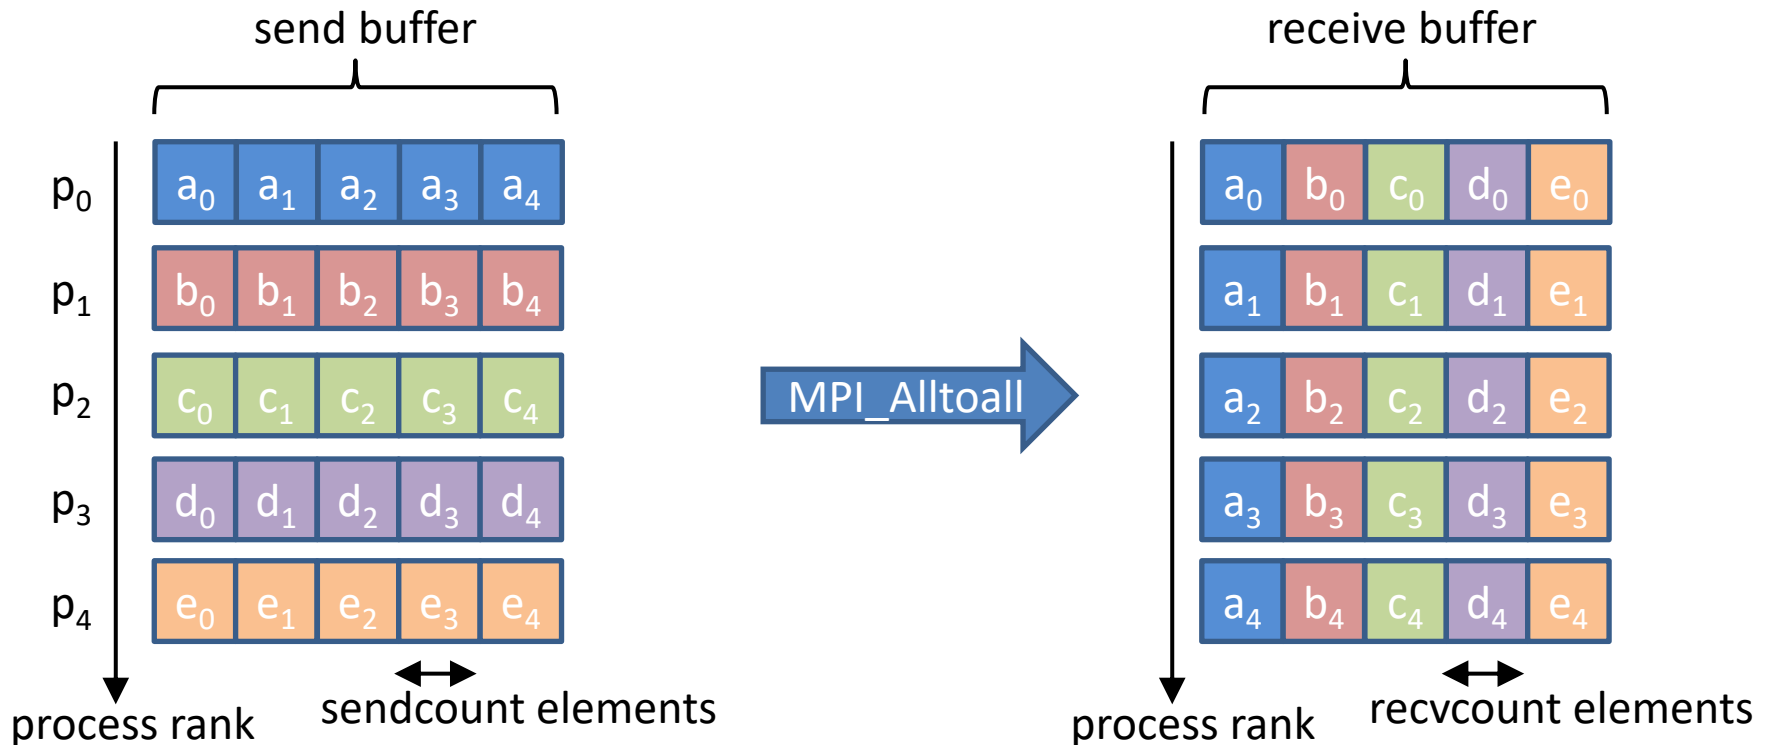 send buffer
receive buffer
p₀ a₀ a₁ a₂ a₃ a₄ a₀ b₀ c₀ d₀ e₀
p₁ b₀ b₁ b₂ b₃ b₄ a₁ b₁ c₁ d₁ e₁
p₂ c₀ c₁ c₂ c₃ c₄ MPI_Alltoall a₂ b₂ c₂ d₂ e₂
p₃ d₀ d₁ d₂ d₃ d₄ a₃ b₃ c₃ d₃ e₃
p₄ e₀ e₁ e₂ e₃ e₄ a₄ b₄ c₄ d₄ e₄
sendcount elements
recvcount elements
process rank
process rank